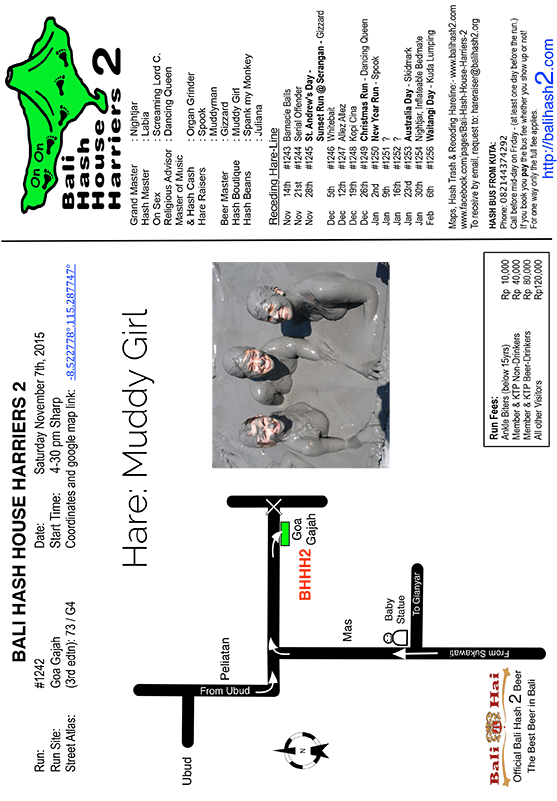 BALI HASH HOUSE HARRIERS 2
Run: #1242
Run Site: Goa Gajah
Street Atlas: (3rd edtn): 73 / G4
Date: Saturday November 7th, 2015
Start Time: 4-30 pm Sharp
Coordinates and google map link: -8.522778°,115.287747°
Hare: Muddy Girl
Ubud
From Ubud
Peliatan
BHHH2
Goa
Gajah
Mas
Baby
Statue
To Gianyar
From Sukawati
N
Bali Hai
Official Bali Hash 2 Beer
The Best Beer in Bali
Run Fees:
Ankle Biters (below 15yrs) Rp 10,000
Member & KTP Non-Drinkers Rp 40,000
Member & KTP Beer-Drinkers Rp 80,000
All other Visitors Rp120,000
On On
Bali
Hash
House
Harriers 2
Grand Master : Nightjar
Hash Master : Labia
On Sex : Screaming Lord C.
Religious Advisor : Dancing Queen
Master of Music
& Hash Cash : Organ Grinder
Hare Raisers : Spook
: Muddyman
Beer Master : Gizzard
Hash Boutique : Muddy Girl
Hash Beans : Spank my Monkey
: Juliana
Receding Hare-Line
Nov 14th #1243 Barnacle Balls
Nov 21st #1244 Serial Offender
Nov 28th #1245 St. Andrew's Day -
Sunset Run @ Serangan - Gizzard
Dec 5th #1246 Whitebait
Dec 12th #1247 Allez Allez
Dec 19th #1248 Kopi Cina
Dec 26th #1249 Christmas Run - Dancing Queen
Jan 2nd #1250 New Year Run - Spook
Jan 9th #1251 ?
Jan 16th #1252 ?
Jan 23rd #1253 Australia Day - Skidmark
Jan 30th #1254 Nightjar, Inflaleable Bedmate
Feb 6th #1256 Waitangi Day - Kuda Lumping
Maps, Hash Trash & Receding Hareline:- www.balihash2.com
www.facebook.com/pages/Bali-Hash-House-Harriers-2
To receive by email, request to: hareraiser@balihash2.org
HASH BUS FROM KUTA
Phone: 082144374292
Call before mid-day on Friday - (at least one day before the run.)
If you book you pay the bus fee whether you show up or not!
For one way only the full fee applies.
http://balihash2.com